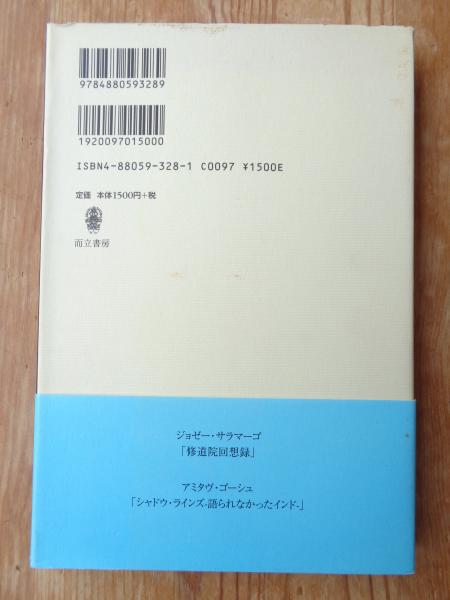 9784880593289
1920097015000
ISBN4-88059-328-1 C0097 ¥1500E
定価 本体1500円+税
而立書房
ジョゼー・サラマーゴ
「修道院回想録」
アミタヴ・ゴーシュ
「シャドウ・ラインズ-語られなかったインド-」